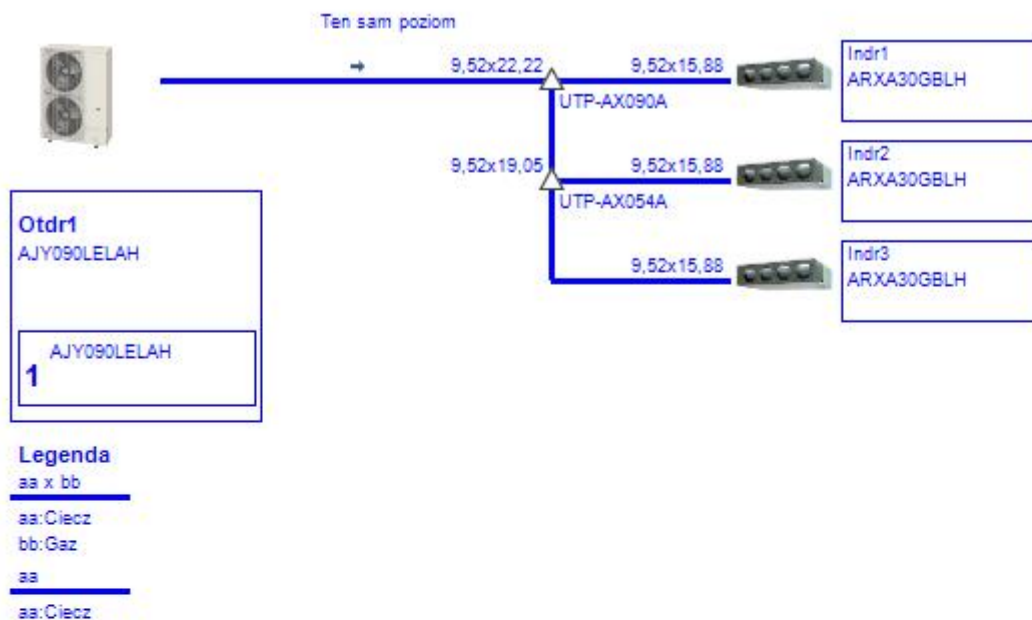 Ten sam poziom
9,52x22,22
9,52x15,88
Indr1
ARXA30GBLH
UTP-AX090A
9,52x19,05
9,52x15,88
Indr2
ARXA30GBLH
UTP-AX054A
9,52x15,88
Indr3
ARXA30GBLH
Otdr1
AJY090LELAH
AJY090LELAH
1
Legenda
aa x bb
aa:Ciecz
bb:Gaz
aa
aa:Ciecz